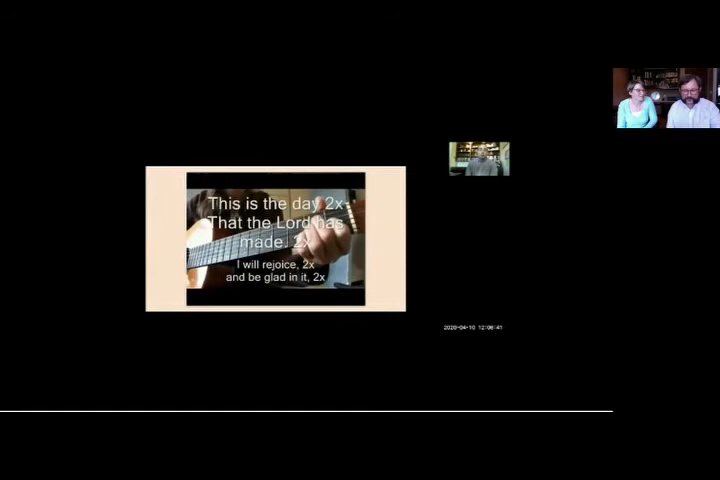 This is the day 2x
That the Lord has
made. 2x
I will rejoice, 2x
and be glad in it, 2x
2020-04-10 12:06:41